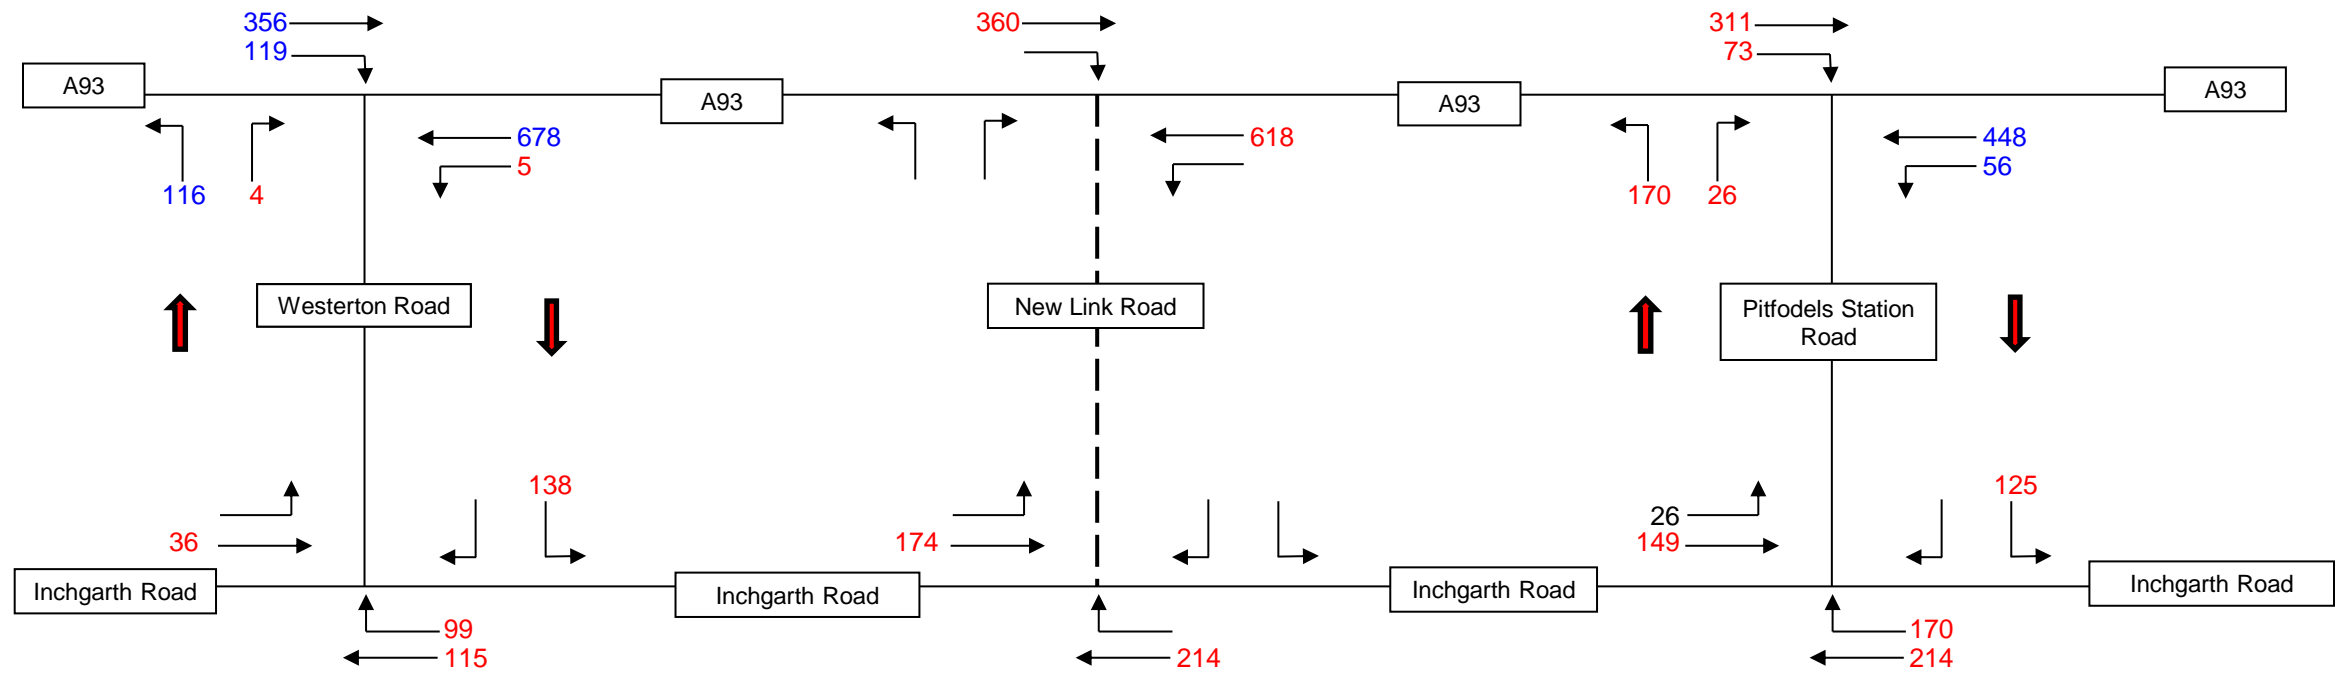 356
119
360
311
73
A93
A93
A93
A93
678
5
618
448
56
116
4
170
26
Westerton Road
New Link Road
Pitfodels Station
Road
138
125
36
174
26
149
Inchgarth Road
Inchgarth Road
Inchgarth Road
Inchgarth Road
99
115
214
170
214